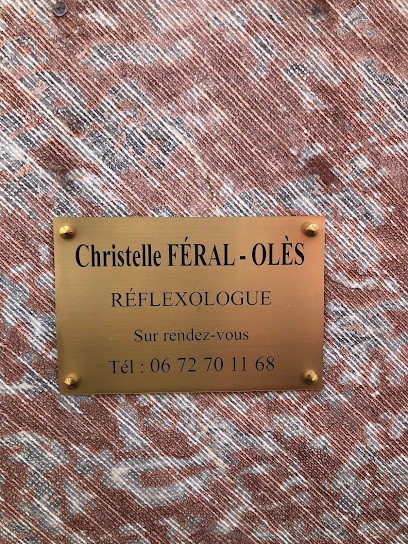 Christelle FÉRAL - OLÈS
RÉFLEXOLOGUE
Sur rendez-vous
Tél : 06 72 70 11 68